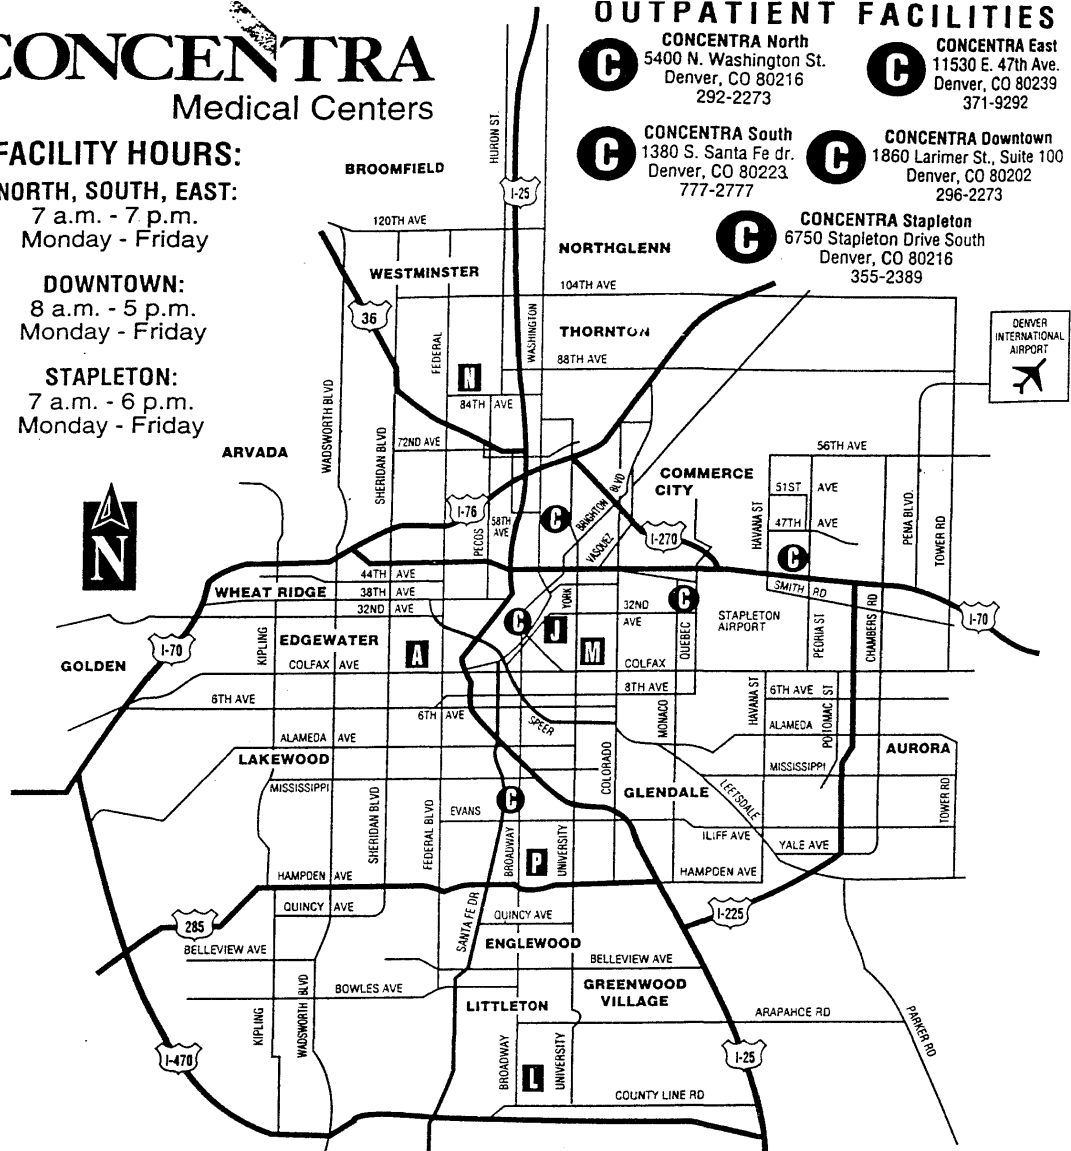 CONCENTRA
Medical Centers
FACILITY HOURS:
NORTH, SOUTH, EAST:
7 a.m. - 7 p.m.
Monday - Friday
DOWNTOWN:
8 a.m. - 5 p.m.
Monday - Friday
STAPLETON:
7 a.m. - 6 p.m.
Monday - Friday
OUTPATIENT FACILITIES
C
CONCENTRA North
5400 N. Washington St.
Denver, CO 80216
292-2273
C
CONCENTRA East
11530 E. 47th Ave.
Denver, CO 80239
371-9292
C
CONCENTRA South
1380 S. Santa Fe dr.
Denver, CO 80223
777-2777
C
CONCENTRA Downtown
1860 Larimer St., Suite 100
Denver, CO 80202
296-2273
C
CONCENTRA Stapleton
6750 Stapleton Drive South
Denver, CO 80216
355-2389
HURON ST.
BROOMFIELD
I-25
120TH AVE
NORTHGLENN
WESTMINSTER
104TH AVE
36
WASHINGTON
THORNTON
DENVER
INTERNATIONAL
AIRPORT
FEDERAL
88TH AVE
N
84TH AVE
WADSWORTH BLVD
SHERIDAN BLVD
72ND AVE
ARVADA
56TH AVE
COMMERCE
CITY
51ST AVE
BRIGHTON BLVD
I-76
58TH
AVE
C
47TH AVE
HAVANA ST
PENA BLVD.
TOWER RD
N
PECOS
VASQUEZ
I-270
C
44TH AVE
38TH AVE
32ND AVE
WHEAT RIDGE
YORK
32ND
AVE
C
SMITH RD
CHAMBERS RD
I-70
STAPLETON
AIRPORT
C
J
M
A
I-70
KIPLING
EDGEWATER
QUEBEC
PEORIA ST
GOLDEN
COLFAX AVE
COLFAX
6TH AVE
8TH AVE
6TH AVE
6TH AVE
HAVANA ST
POTOMAC ST
SPEER
MONACO
ALAMEDA
ALAMEDA AVE
LAKEWOOD
AURORA
MISSISSIPPI
MISSISSIPPI
COLORADO
GLENDALE
LEETSDALE
TOWER RD
C
EVANS
SHERIDAN BLVD
FEDERAL BLVD
BROADWAY
UNIVERSITY
ILIFF AVE
YALE AVE
P
HAMPDEN AVE
HAMPDEN AVE
QUINCY AVE
QUINCY AVE
I-225
285
SANTA FE DR
ENGLEWOOD
BELLEVIEW AVE
BELLEVIEW AVE
BOWLES AVE
GREENWOOD
VILLAGE
LITTLETON
ARAPAHOE RD
KIPLING
WADSWORTH BLVD
PARKER RD
I-470
BROADWAY
L
UNIVERSITY
I-25
COUNTY LINE RD